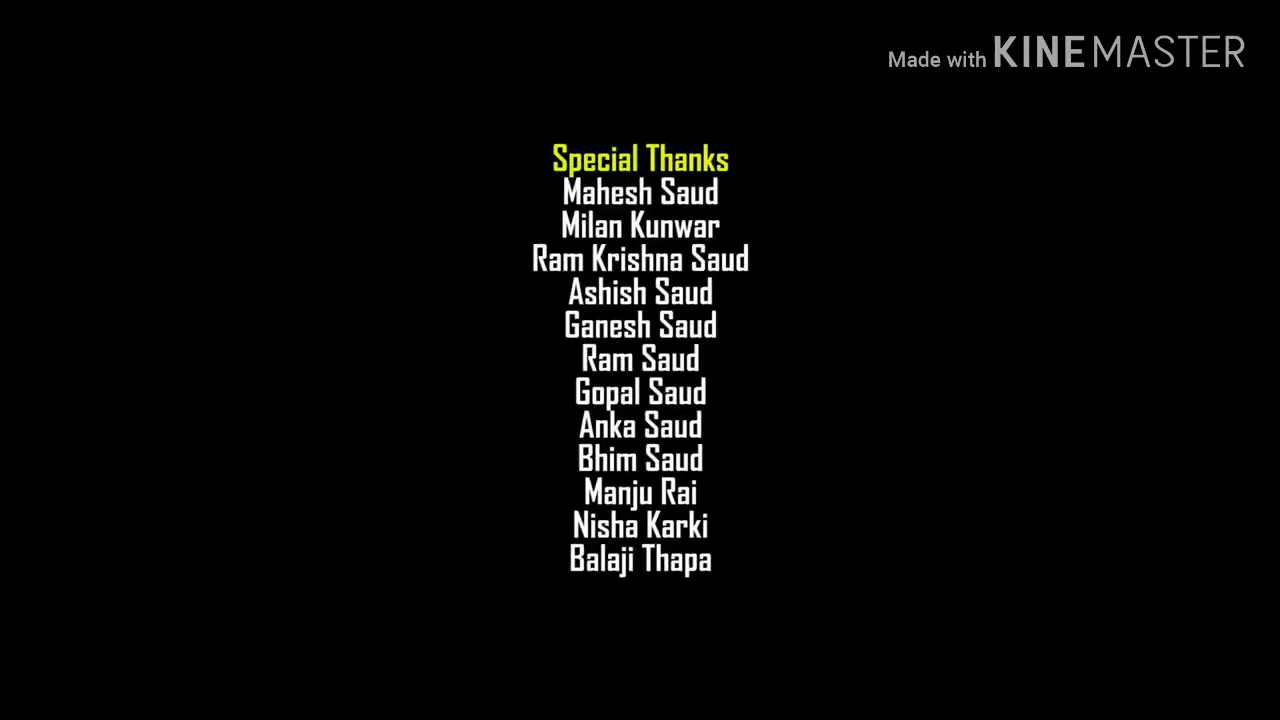 Made with KINEMASTER
Special Thanks
Mahesh Saud
Milan Kunwar
Ram Krishna Saud
Ashish Saud
Ganesh Saud
Ram Saud
Gopal Saud
Anka Saud
Bhim Saud
Manju Rai
Nisha Karki
Balaji Thapa